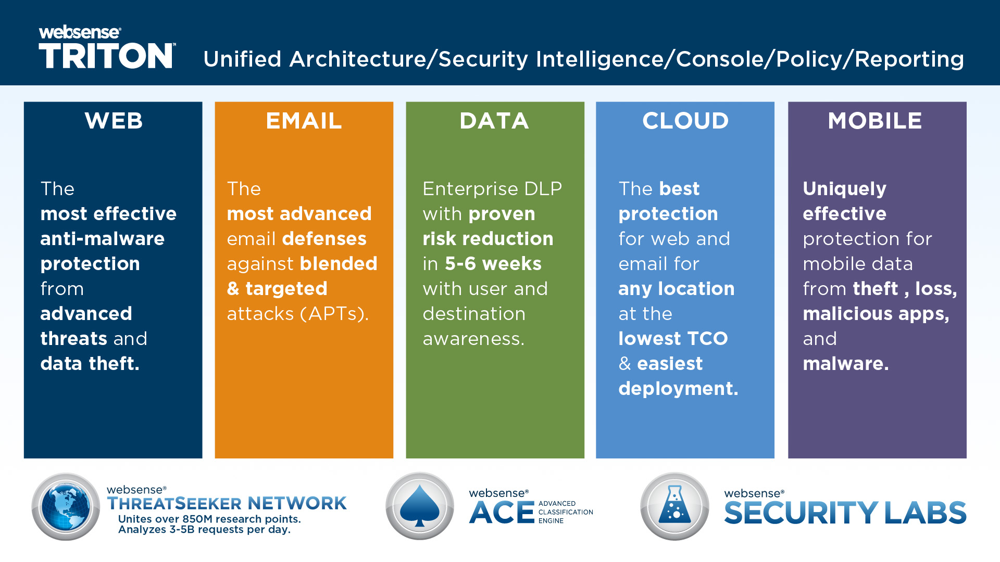 websense®
TRITON™
Unified Architecture/Security Intelligence/Console/Policy/Reporting
WEB
The
most effective
anti-malware
protection
from
advanced
threats and
data theft.
EMAIL
The
most advanced
email defenses
against blended
& targeted
attacks (APTs).
DATA
Enterprise DLP
with proven
risk reduction
in 5-6 weeks
with user and
destination
awareness.
CLOUD
The best
protection
for web and
email for
any location
at the
lowest TCO
& easiest
deployment.
MOBILE
Uniquely
effective
protection for
mobile data
from theft , loss,
malicious apps,
and
malware.
websense®
THREATSEEKER NETWORK
Unites over 850M research points.
Analyzes 3-5B requests per day.
websense®
ACE
ADVANCED
CLASSIFICATION
ENGINE
websense®
SECURITY LABS